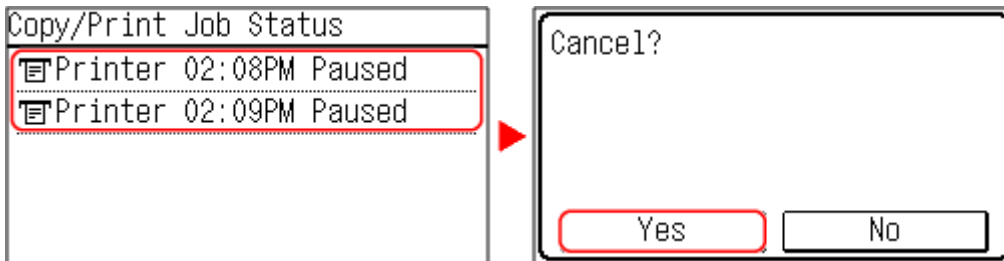 Copy/Print Job Status
Printer 02:08PM Paused
Printer 02:09PM Paused
Cancel?
Yes
No